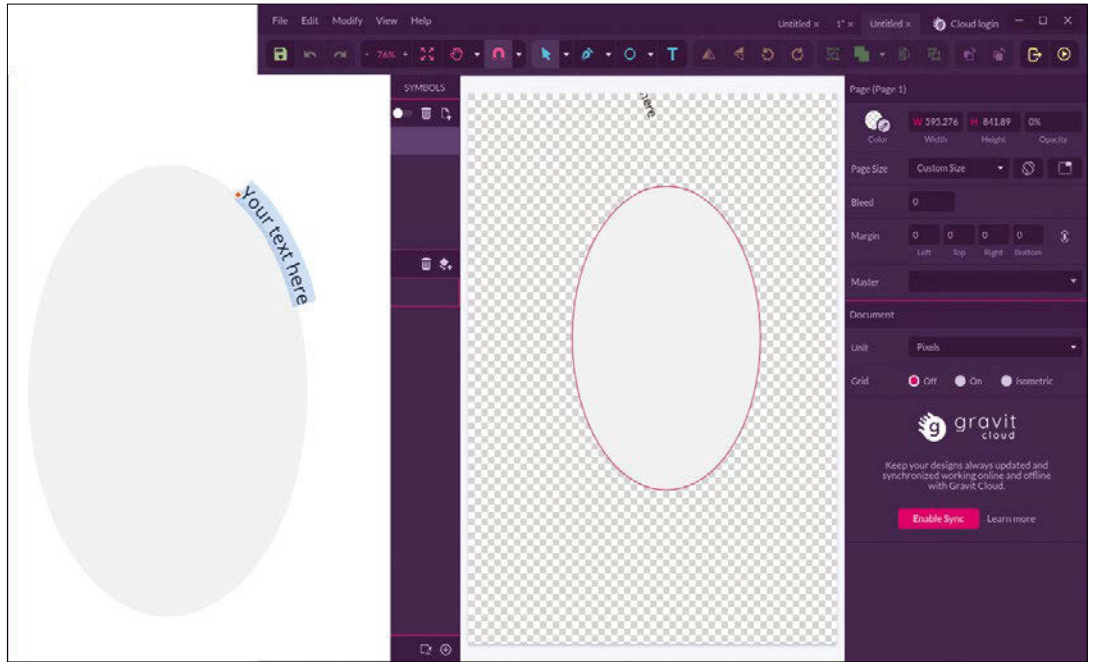 File Edit Modify View Help
Untitled × 1* × Untitled × Cloud login
- 76% +
T
SYMBOLS
Your text here
here
Page (Page 1)
W 595.276 H 841.89 0%
Color Width Height Opacity
Page Size Custom Size
Bleed 0
Margin 0 0 0 0
Left Top Right Bottom
Master
Document
Unit Pixels
Grid Off On Isometric
gravit
cloud
Keep your designs always updated and
synchronized working online and offline
with Gravit Cloud.
Enable Sync Learn more